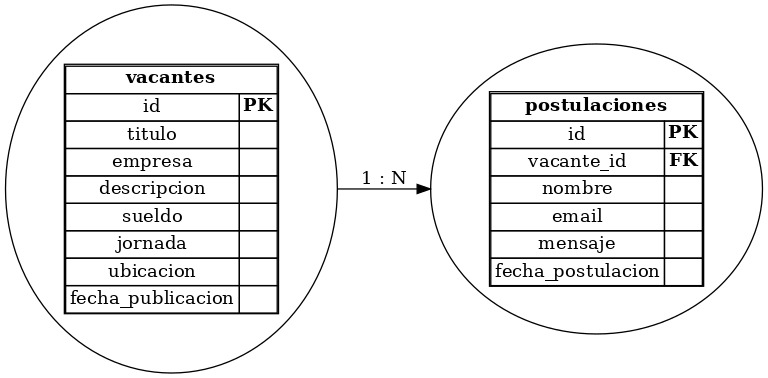 vacantes
id PK
titulo
empresa
descripcion
sueldo
jornada
ubicacion
fecha_publicacion
1 : N
postulaciones
id PK
vacante_id FK
nombre
email
mensaje
fecha_postulacion